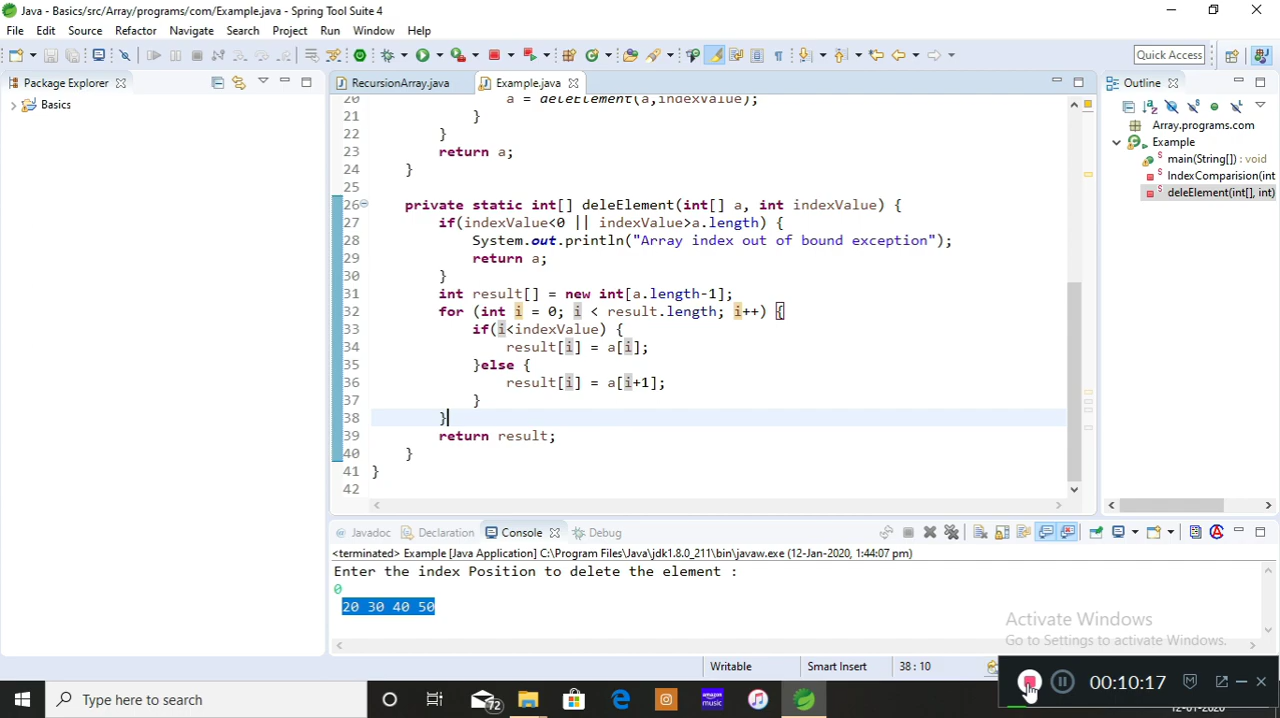 Java - Basics/src/Array/programs/com/Example.java - Spring Tool Suite 4
File Edit Source Refactor Navigate Search Project Run Window Help
Quick Access
Package Explorer
RecursionArray.java
Example.java
Outline
Basics
Array.programs.com
Example
main(String[]) : void
IndexComparision(int
deleElement(int[], int)
20 a = deleElement(a,indexValue);
21 }
22 }
23 return a;
24 }
25
26 private static int[] deleElement(int[] a, int indexValue) {
27 if(indexValue<0 || indexValue>a.length) {
28 System.out.println("Array index out of bound exception");
29 return a;
30 }
31 int result[] = new int[a.length-1];
32 for (int i = 0; i < result.length; i++) {
33 if(i<indexValue) {
34 result[i] = a[i];
35 }else {
36 result[i] = a[i+1];
37 }
38 }
39 return result;
40 }
41 }
42
Javadoc Declaration Console Debug
<terminated> Example [Java Application] C:\Program Files\Java\jdk1.8.0_211\bin\javaw.exe (12-Jan-2020, 1:44:07 pm)
Enter the index Position to delete the element :
0
20 30 40 50
Activate Windows
Go to Settings to activate Windows.
Writable
Smart Insert
38 : 10
00:10:17
Type here to search
72
amazon music